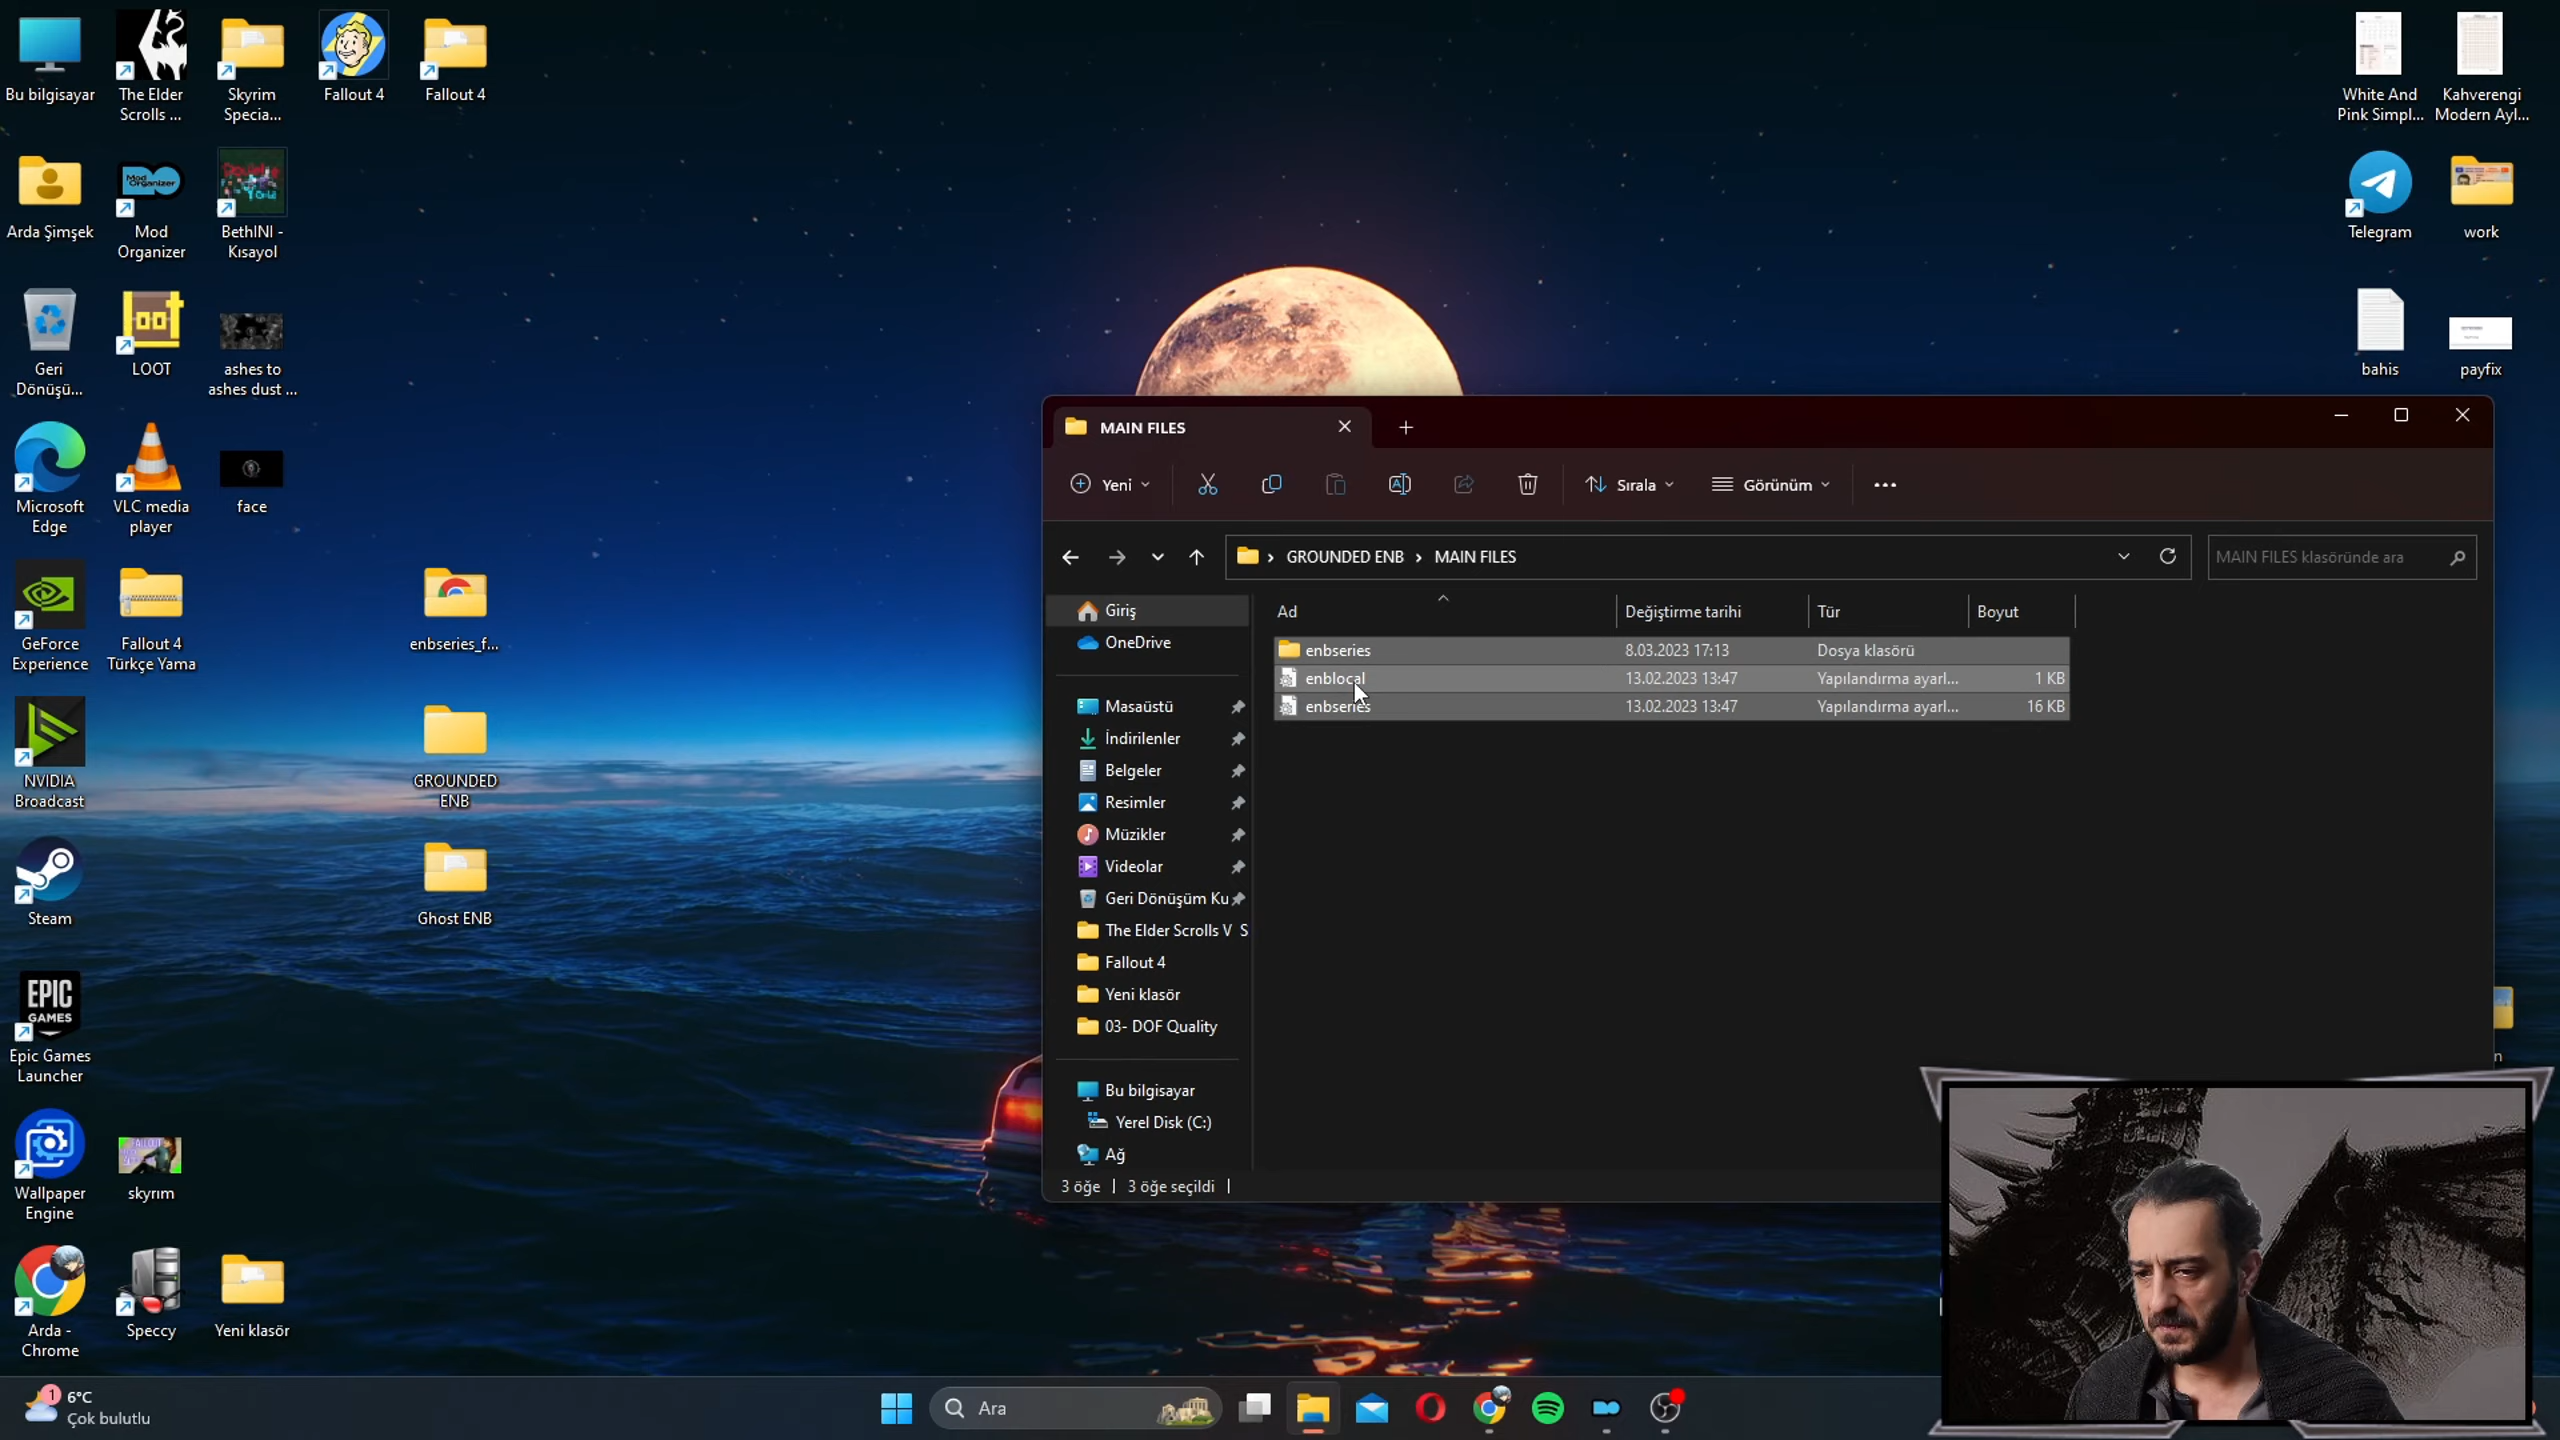 Bu bilgisayar
The Elder
Scrolls ...
Skyrim
Specia...
Fallout 4
Fallout 4
White And
Pink Simpl...
Kahverengi
Modern Ayl...
Arda Şimşek
Mod Organizer
Mod
Organizer
BethINI -
Kısayol
Telegram
work
Geri
Dönüşü...
LOOT
ashes to
ashes dust ...
bahis
payfix
Microsoft
Edge
VLC media
player
face
GeForce
Experience
Fallout 4
Türkçe Yama
enbseries_f...
NVIDIA
Broadcast
GROUNDED
ENB
Steam
Ghost ENB
EPIC
GAMES
Epic Games
Launcher
Wallpaper
Engine
skyrım
Arda -
Chrome
Speccy
Yeni klasör
MAIN FILES
Yeni
Sırala
Görünüm
GROUNDED ENB
MAIN FILES
MAIN FILES klasöründe ara
Giriş
OneDrive
Masaüstü
İndirilenler
Belgeler
Resimler
Müzikler
Videolar
Geri Dönüşüm Ku
The Elder Scrolls V S
Fallout 4
Yeni klasör
03- DOF Quality
Bu bilgisayar
Yerel Disk (C:)
Ağ
Ad Değiştirme tarihi Tür Boyut
enbseries 8.03.2023 17:13 Dosya klasörü
enblocal 13.02.2023 13:47 Yapılandırma ayarl... 1 KB
enbseries 13.02.2023 13:47 Yapılandırma ayarl... 16 KB
3 öğe
3 öğe seçildi
1
6°C
Çok bulutlu
Ara